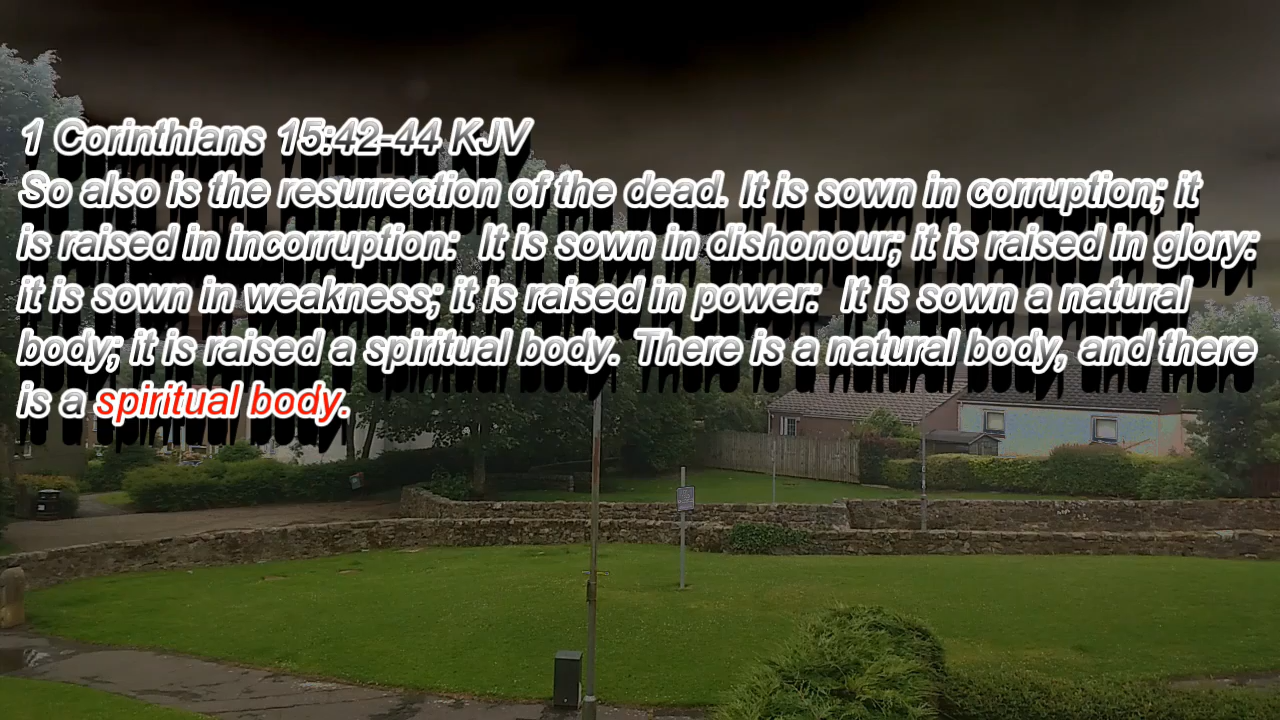 1 Corinthians 15:42-44 KJV
So also is the resurrection of the dead. It is sown in corruption; it
is raised in incorruption:  It is sown in dishonour; it is raised in glory:
it is sown in weakness; it is raised in power:  It is sown a natural
body; it is raised a spiritual body. There is a natural body, and there
is a spiritual body.